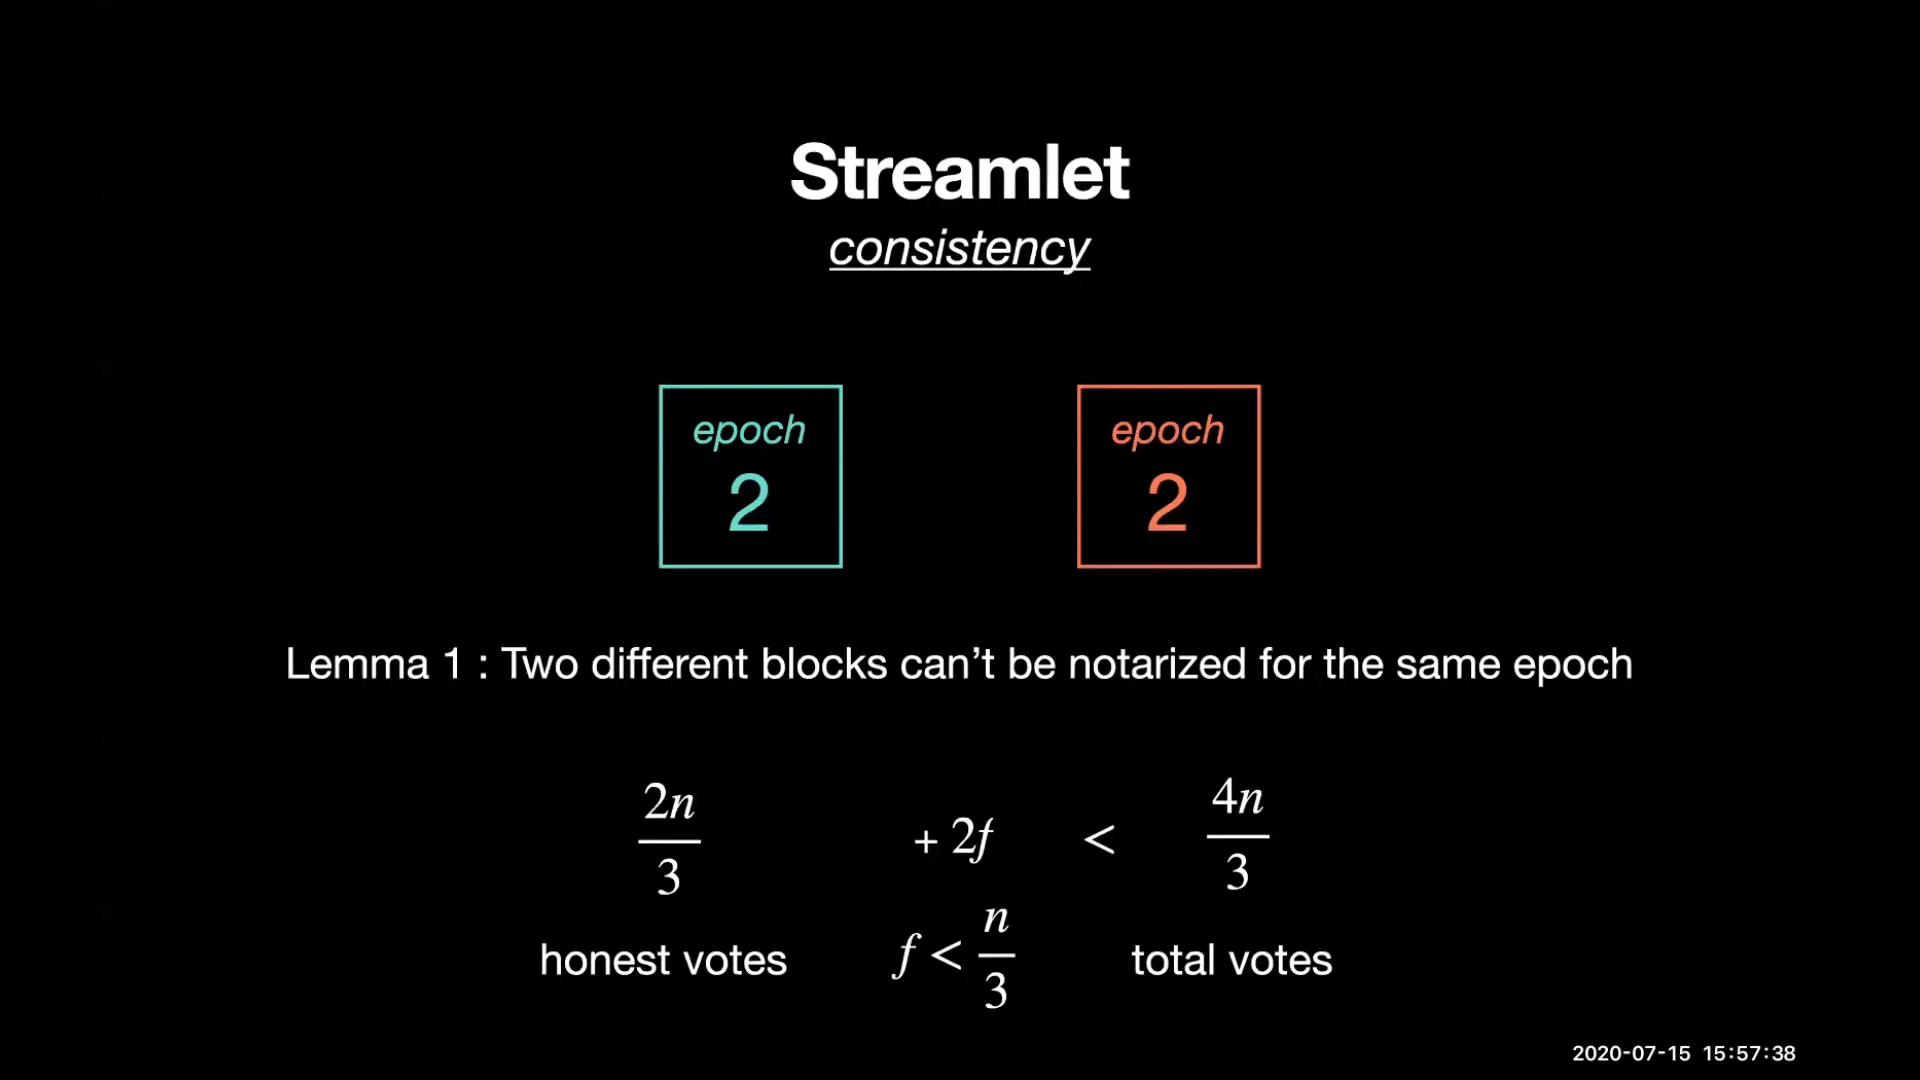 Streamlet
consistency
epoch
2
epoch
2
Lemma 1 : Two different blocks can’t be notarized for the same epoch
2n
3
+ 2f
<
4n
3
honest votes
f < n
3
total votes
2020-07-15 15:57:38